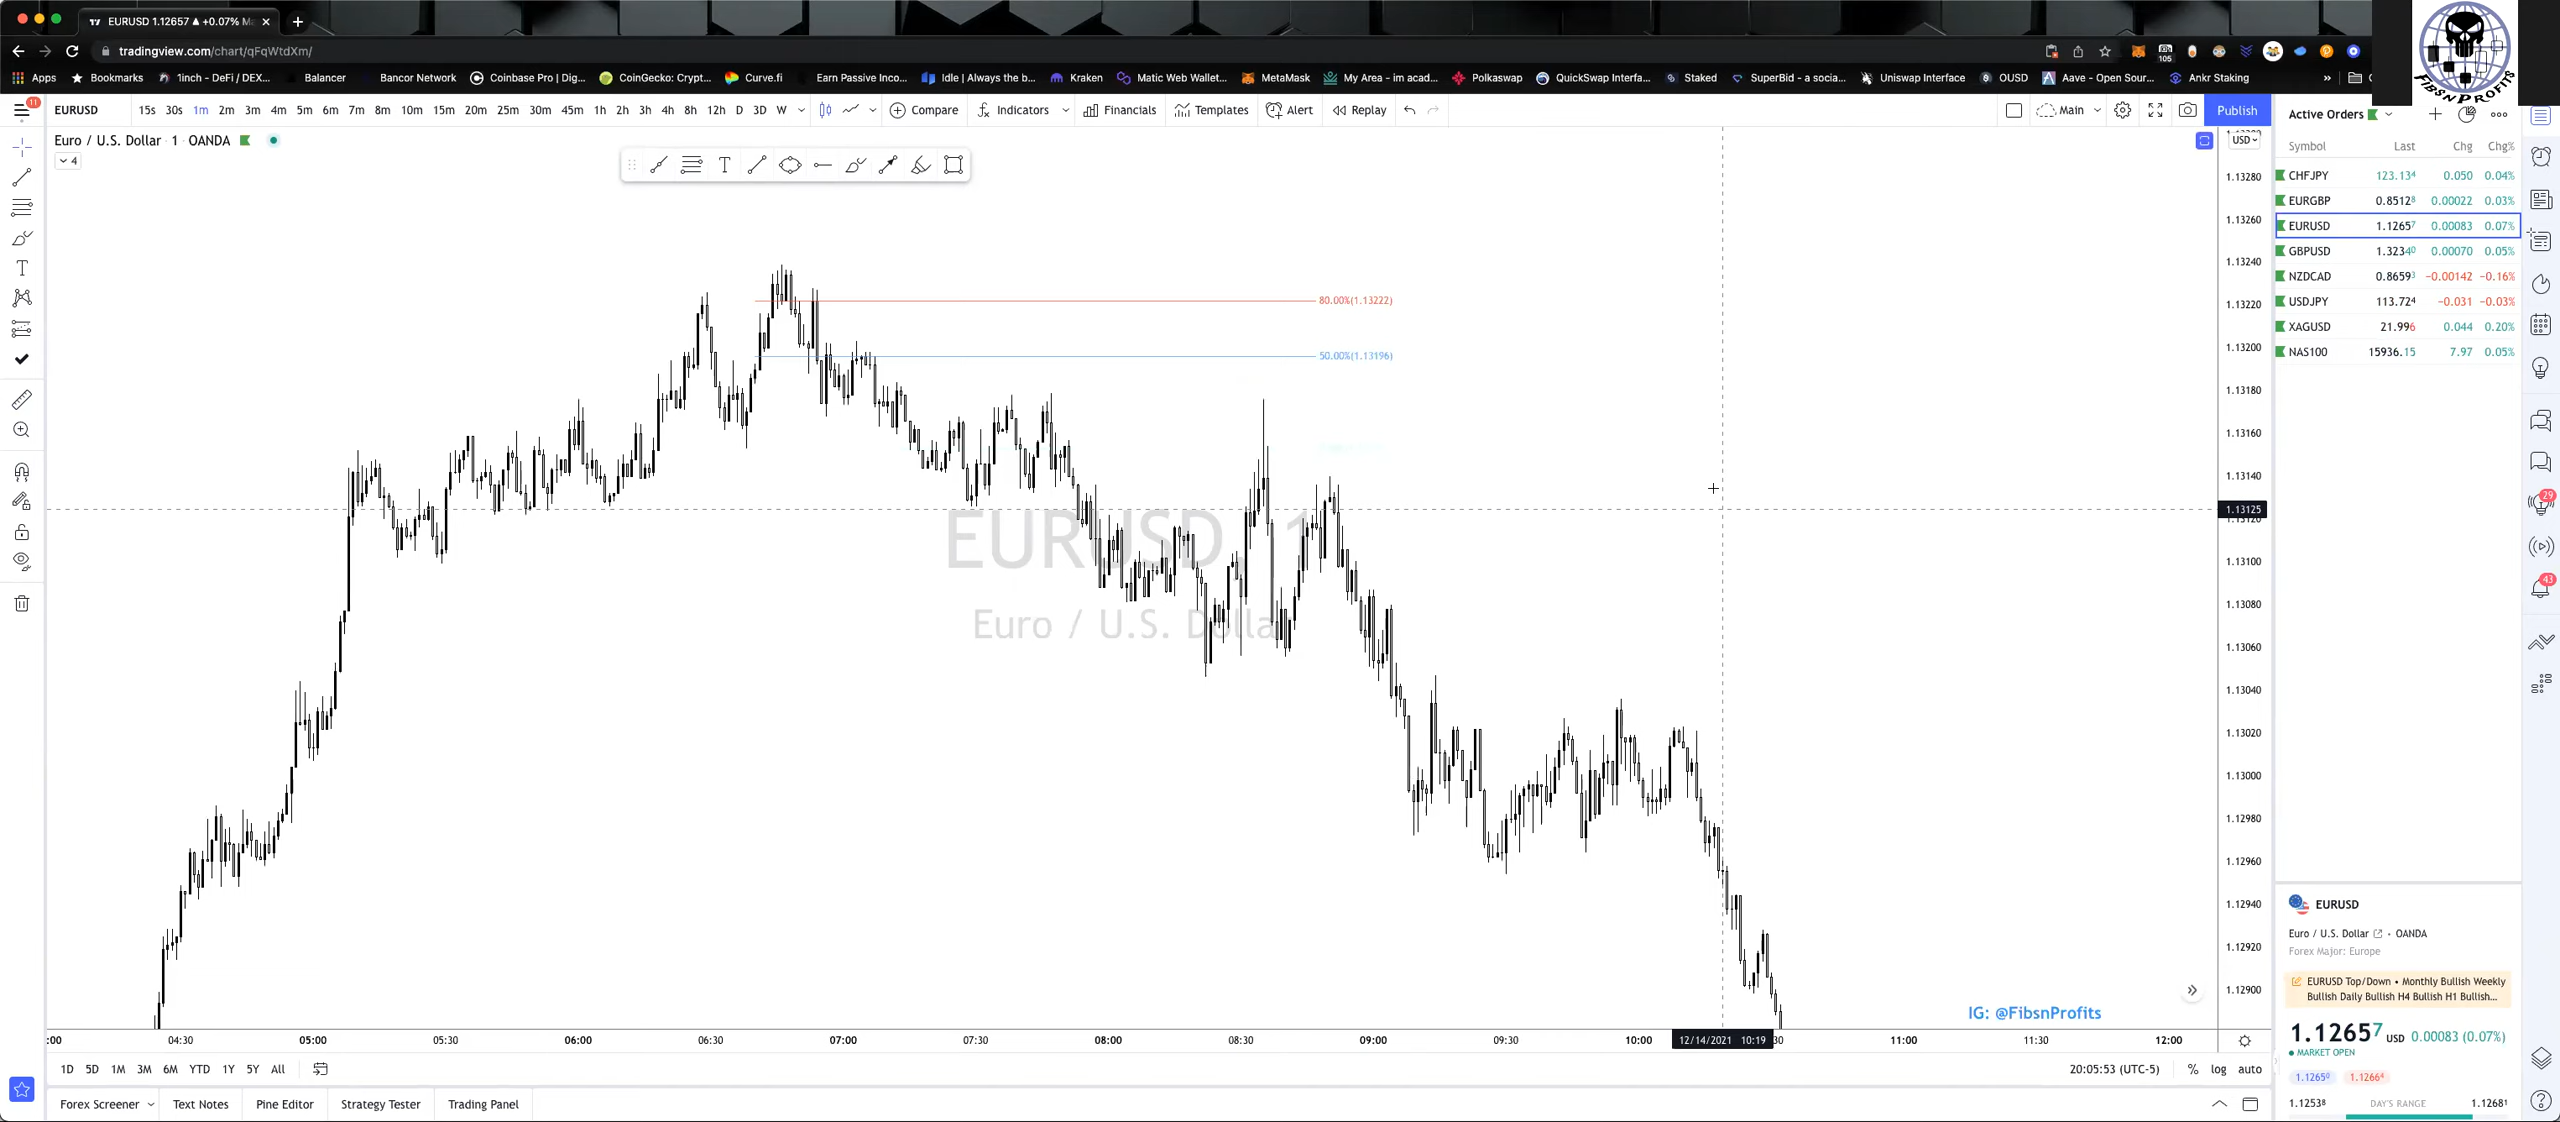 EURUSD 1.12657 ▲ +0.07% M
tradingview.com/chart/qFqWtdXm/
105
Apps Bookmarks 1inch - DeFi / DEX... Balancer Bancor Network Coinbase Pro | Dig... CoinGecko: Crypt... Curve.fi Earn Passive Inco... Idle | Always the b... Kraken Matic Web Wallet... MetaMask My Area - im acad... Polkaswap QuickSwap Interfa... Staked SuperBid - a socia... Uniswap Interface OUSD Aave - Open Sour... Ankr Staking »
FIBSNPROFITS
11
EURUSD 15s 30s 1m 2m 3m 4m 5m 6m 7m 8m 10m 15m 20m 25m 30m 45m 1h 2h 3h 4h 8h 12h D 3D W Compare Indicators Financials Templates Alert Replay Main Publish
Euro / U.S. Dollar 1 OANDA
4
USD
1.13280
1.13260
1.13240
1.13220
1.13200
1.13180
1.13160
1.13140
1.13125
1.13120
1.13100
1.13080
1.13060
1.13040
1.13020
1.13000
1.12980
1.12960
1.12940
1.12920
1.12900
80.00%(1.13222)
50.00%(1.13196)
EURUSD, 1
Euro / U.S. Dolla
IG: @FibsnProfits
:00 04:30 05:00 05:30 06:00 06:30 07:00 07:30 08:00 08:30 09:00 09:30 10:00 12/14/2021 10:19 30 11:00 11:30 12:00
1D 5D 1M 3M 6M YTD 1Y 5Y All 20:05:53 (UTC-5) % log auto
Forex Screener Text Notes Pine Editor Strategy Tester Trading Panel
Active Orders
Symbol Last Chg Chg%
CHFJPY 123.134 0.050 0.04%
EURGBP 0.85128 0.00022 0.03%
EURUSD 1.12657 0.00083 0.07%
GBPUSD 1.32340 0.00070 0.05%
NZDCAD 0.86593 −0.00142 −0.16%
USDJPY 113.724 −0.031 −0.03%
XAGUSD 21.996 0.044 0.20%
NAS100 15936.15 7.97 0.05%
29
43
EURUSD
Euro / U.S. Dollar • OANDA
Forex Major: Europe
EURUSD Top/Down • Monthly Bullish Weekly
Bullish Daily Bullish H4 Bullish H1 Bullish...
1.12657 USD 0.00083 (0.07%)
MARKET OPEN
1.12650 1.12664
1.12538 DAY'S RANGE 1.12681